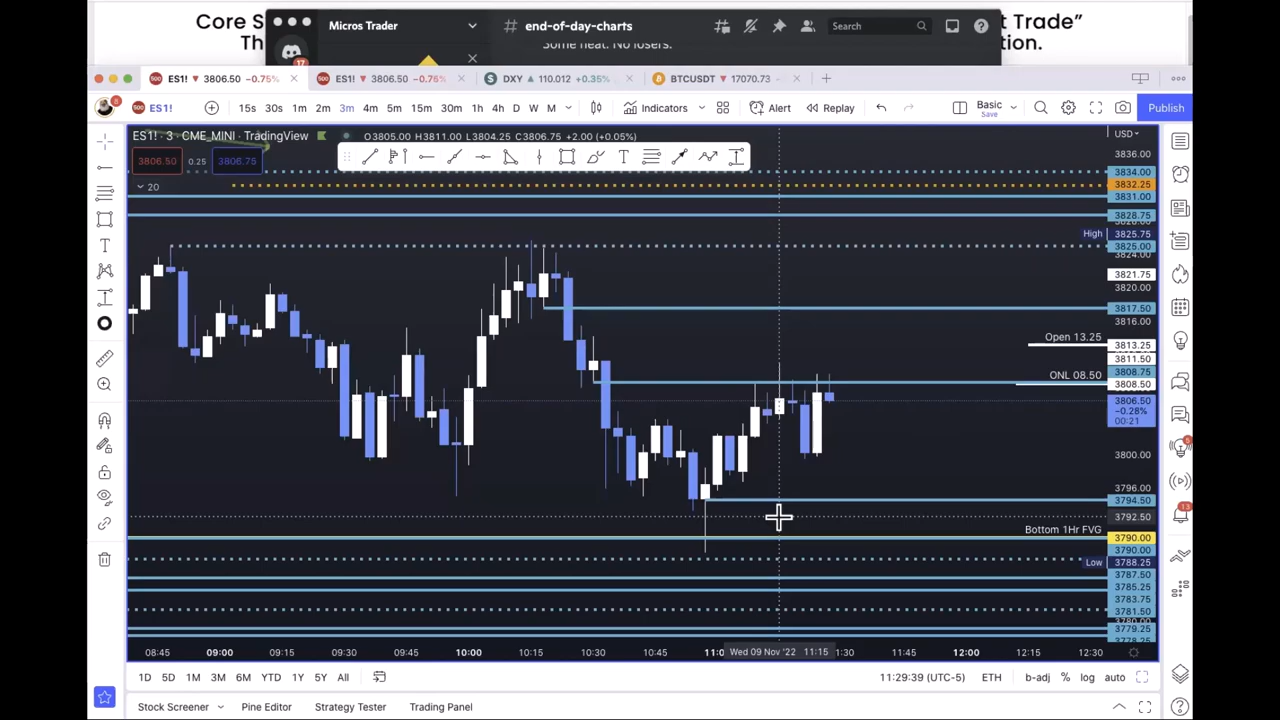 Core S
t Trade”
Th
tion.
Micros Trader
# end-of-day-charts
Search
Some heat. No losers.
17
500 ES1! ▼ 3806.50 −0.75%
500 ES1! ▼ 3806.50 −0.75%
DXY ▲ 110.012 +0.35%
BTCUSDT ▼ 17070.73 −
500 ES1!
15s 30s 1m 2m 3m 4m 5m 15m 30m 1h 4h D W M
Indicators
Alert
Replay
Basic
Save
Publish
ES1! · 3 · CME_MINI · TradingView
O3805.00 H3811.00 L3804.25 C3806.75 +2.00 (+0.05%)
USD
3806.50 0.25 3806.75
20
3836.00
3834.00
3832.25
3831.00
3828.75
High 3825.75
3825.00
3824.00
3821.75
3820.00
3817.50
3816.00
Open 13.25
3813.25
3811.50
3808.75
ONL 08.50
3808.50
3806.50
−0.28%
00:21
3800.00
3796.00
3794.50
3792.50
Bottom 1Hr FVG
3790.00
3790.00
Low 3788.25
3787.50
3785.25
3783.75
3781.50
3779.25
3778.25
08:45 09:00 09:15 09:30 09:45 10:00 10:15 10:30 10:45 11:0 Wed 09 Nov '22 11:15 1:30 11:45 12:00 12:15 12:30
1D 5D 1M 3M 6M YTD 1Y 5Y All
11:29:39 (UTC-5) ETH b-adj % log auto
Stock Screener Pine Editor Strategy Tester Trading Panel